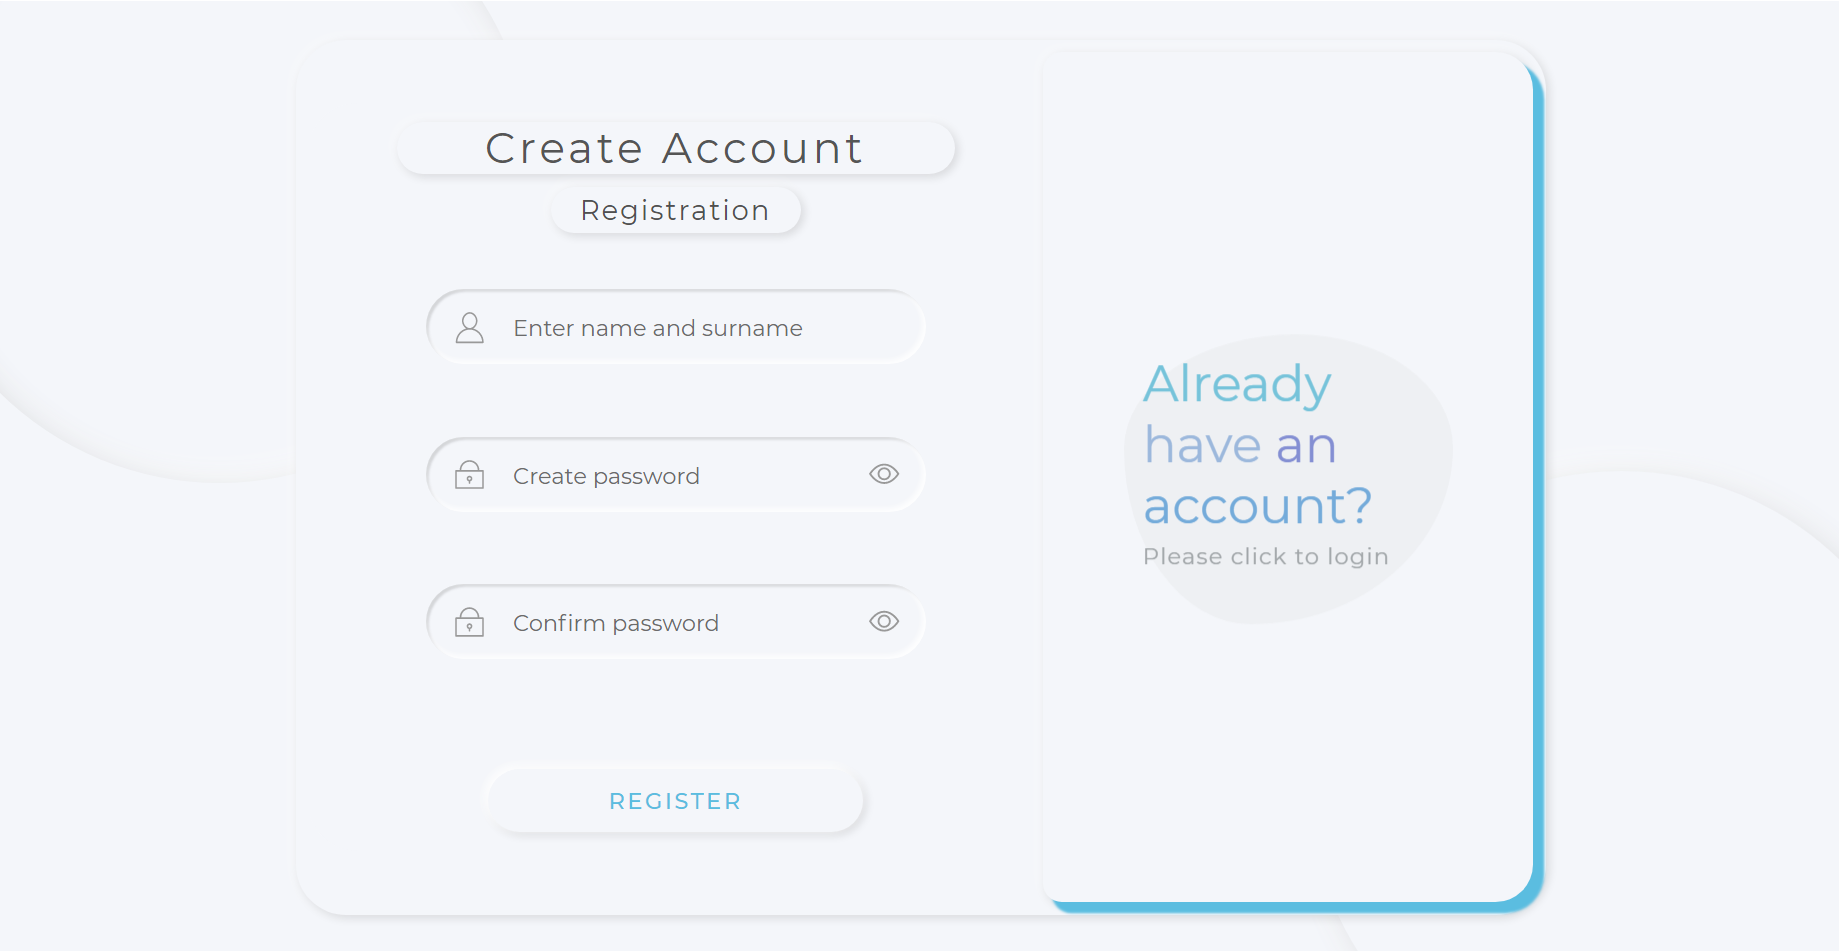 Create Account
Registration
Enter name and surname
Create password
Confirm password
REGISTER
Already
have an
account?
Please click to login